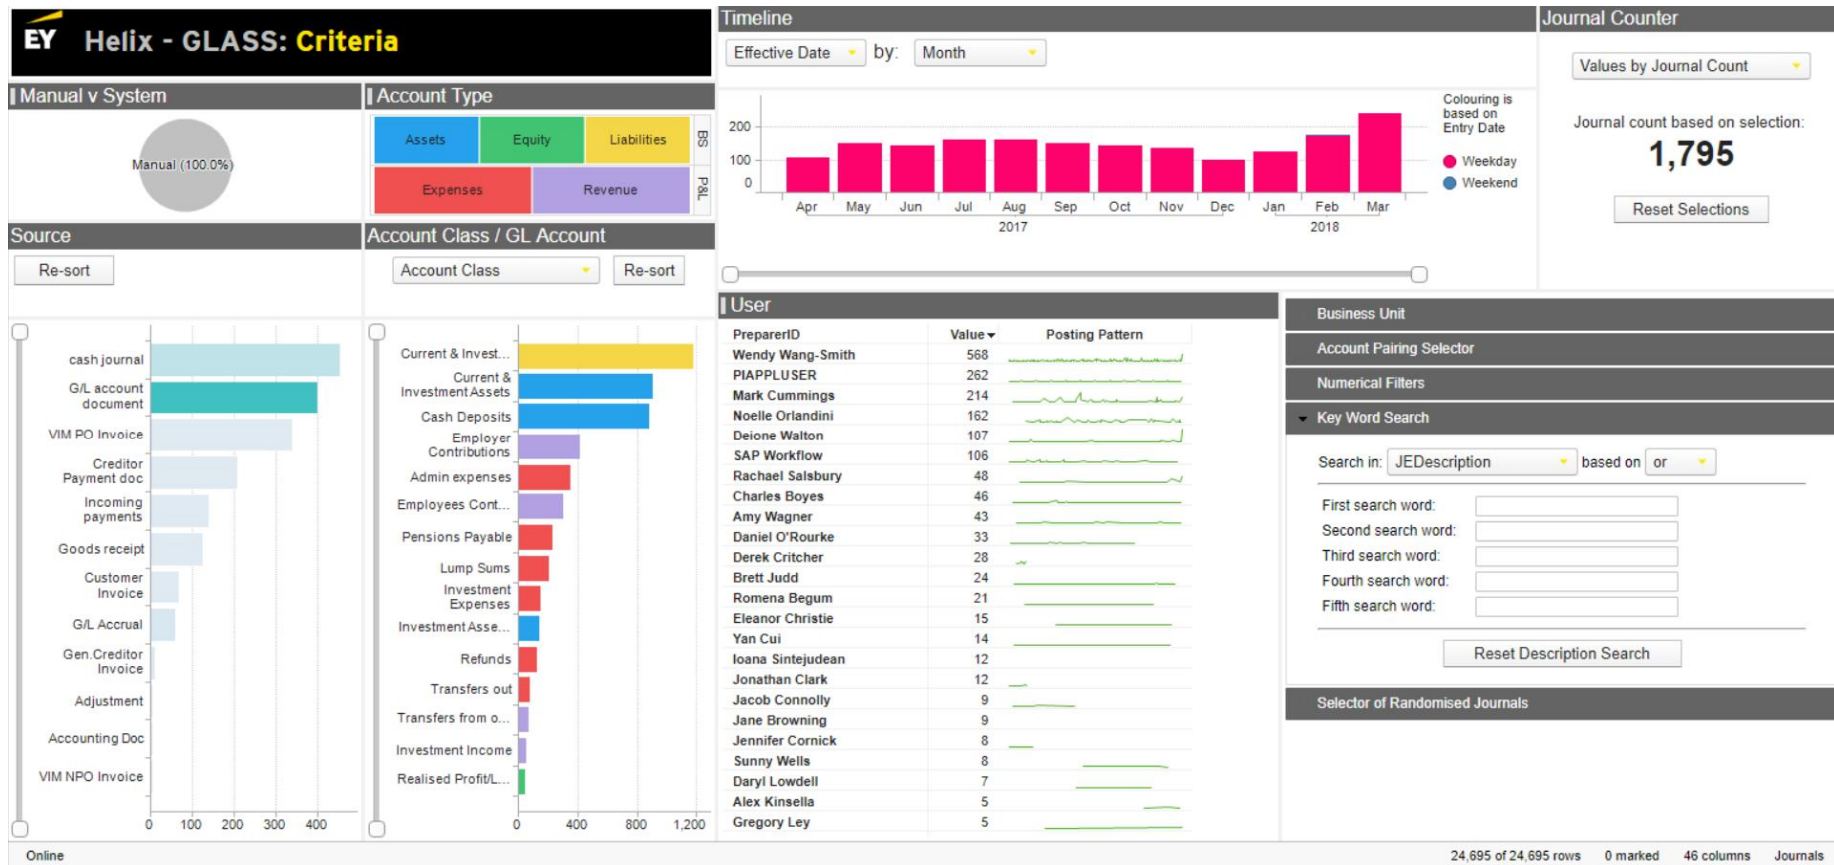 EY Helix - GLASS: Criteria
Manual v System
Manual (100.0%)
Account Type
Assets
Equity
Liabilities
BS
Expenses
Revenue
P&L
Source
Re-sort
cash journal
G/L account
document
VIM PO Invoice
Creditor
Payment doc
Incoming
payments
Goods receipt
Customer
Invoice
G/L Accrual
Gen.Creditor
Invoice
Adjustment
Accounting Doc
VIM NPO Invoice
0 100 200 300 400
Account Class / GL Account
Account Class
Re-sort
Current & Invest...
Current &
Investment Assets
Cash Deposits
Employer
Contributions
Admin expenses
Employees Cont...
Pensions Payable
Lump Sums
Investment
Expenses
Investment Asse...
Refunds
Transfers out
Transfers from o...
Investment Income
Realised Profit/L...
0 400 800 1,200
Timeline
Effective Date by: Month
200
100
0
Apr May Jun Jul Aug Sep Oct Nov Dec Jan Feb Mar
2017 2018
Colouring is
based on
Entry Date
Weekday
Weekend
Journal Counter
Values by Journal Count
Journal count based on selection:
1,795
Reset Selections
User
PreparerID Value Posting Pattern
Wendy Wang-Smith 568
PIAPPLUSER 262
Mark Cummings 214
Noelle Orlandini 162
Deione Walton 107
SAP Workflow 106
Rachael Salsbury 48
Charles Boyes 46
Amy Wagner 43
Daniel O'Rourke 33
Derek Critcher 28
Brett Judd 24
Romena Begum 21
Eleanor Christie 15
Yan Cui 14
Ioana Sintejudean 12
Jonathan Clark 12
Jacob Connolly 9
Jane Browning 9
Jennifer Cornick 8
Sunny Wells 8
Daryl Lowdell 7
Alex Kinsella 5
Gregory Ley 5
Business Unit
Account Pairing Selector
Numerical Filters
Key Word Search
Search in: JEDescription based on or
First search word:
Second search word:
Third search word:
Fourth search word:
Fifth search word:
Reset Description Search
Selector of Randomised Journals
Online
24,695 of 24,695 rows 0 marked 46 columns Journals